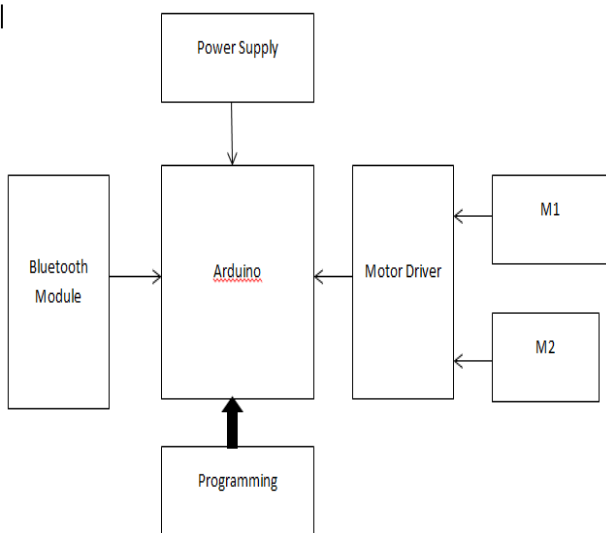 Power Supply
Bluetooth
Module
Arduino
Motor Driver
M1
M2
Programming